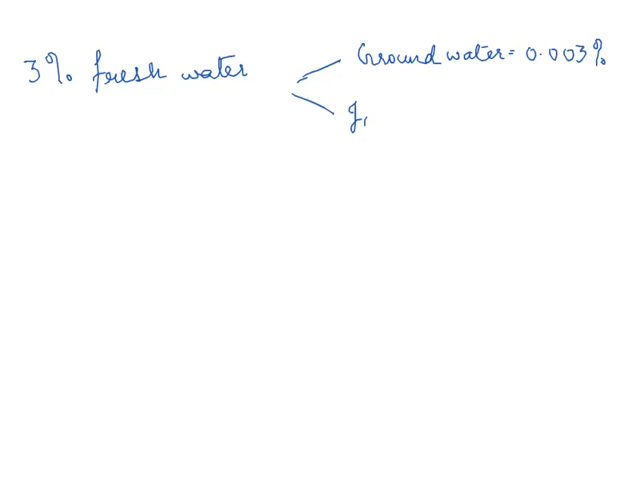 3% fresh water
Ground water = 0.003%